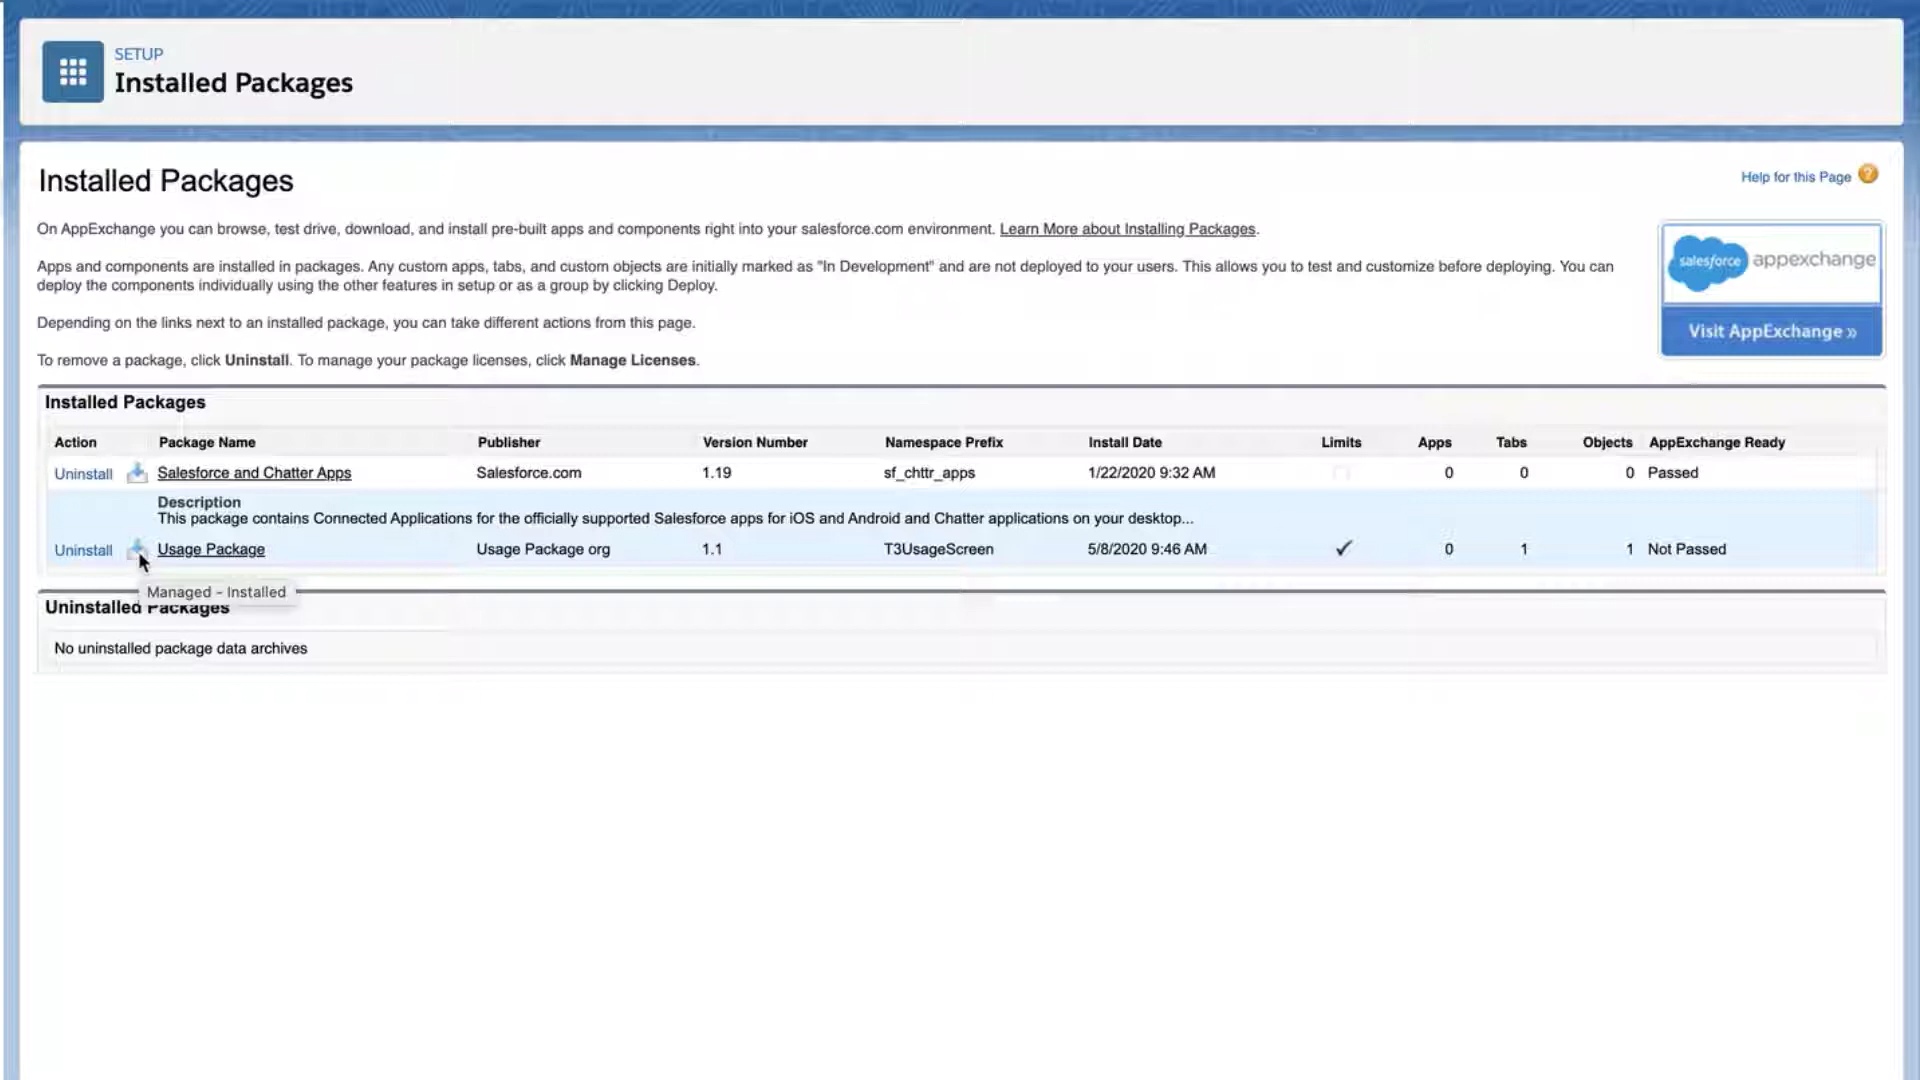 SETUP
Installed Packages
Installed Packages
Help for this Page ?
On AppExchange you can browse, test drive, download, and install pre-built apps and components right into your salesforce.com environment. Learn More about Installing Packages.
salesforce appexchange
Apps and components are installed in packages. Any custom apps, tabs, and custom objects are initially marked as "In Development" and are not deployed to your users. This allows you to test and customize before deploying. You can
deploy the components individually using the other features in setup or as a group by clicking Deploy.
Depending on the links next to an installed package, you can take different actions from this page.
Visit AppExchange »
To remove a package, click Uninstall. To manage your package licenses, click Manage Licenses.
Installed Packages
Action Package Name Publisher Version Number Namespace Prefix Install Date Limits Apps Tabs Objects AppExchange Ready
Uninstall Salesforce and Chatter Apps Salesforce.com 1.19 sf_chttr_apps 1/22/2020 9:32 AM 0 0 0 Passed
Description
This package contains Connected Applications for the officially supported Salesforce apps for iOS and Android and Chatter applications on your desktop...
Uninstall Usage Package Usage Package org 1.1 T3UsageScreen 5/8/2020 9:46 AM ✓ 0 1 1 Not Passed
Managed - Installed
Uninstalled Packages
No uninstalled package data archives